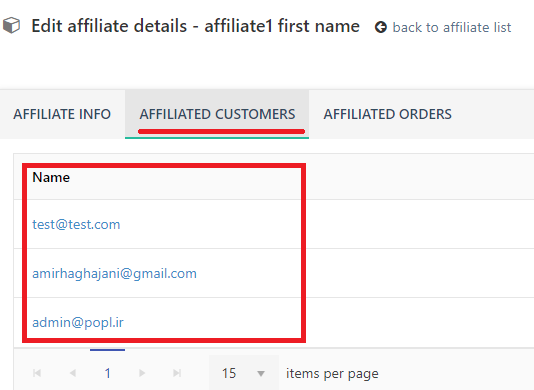 Edit affiliate details - affiliate1 first name back to affiliate list
AFFILIATE INFO AFFILIATED CUSTOMERS AFFILIATED ORDERS
Name
test@test.com
amirhaghajani@gmail.com
admin@popl.ir
1 15 items per page